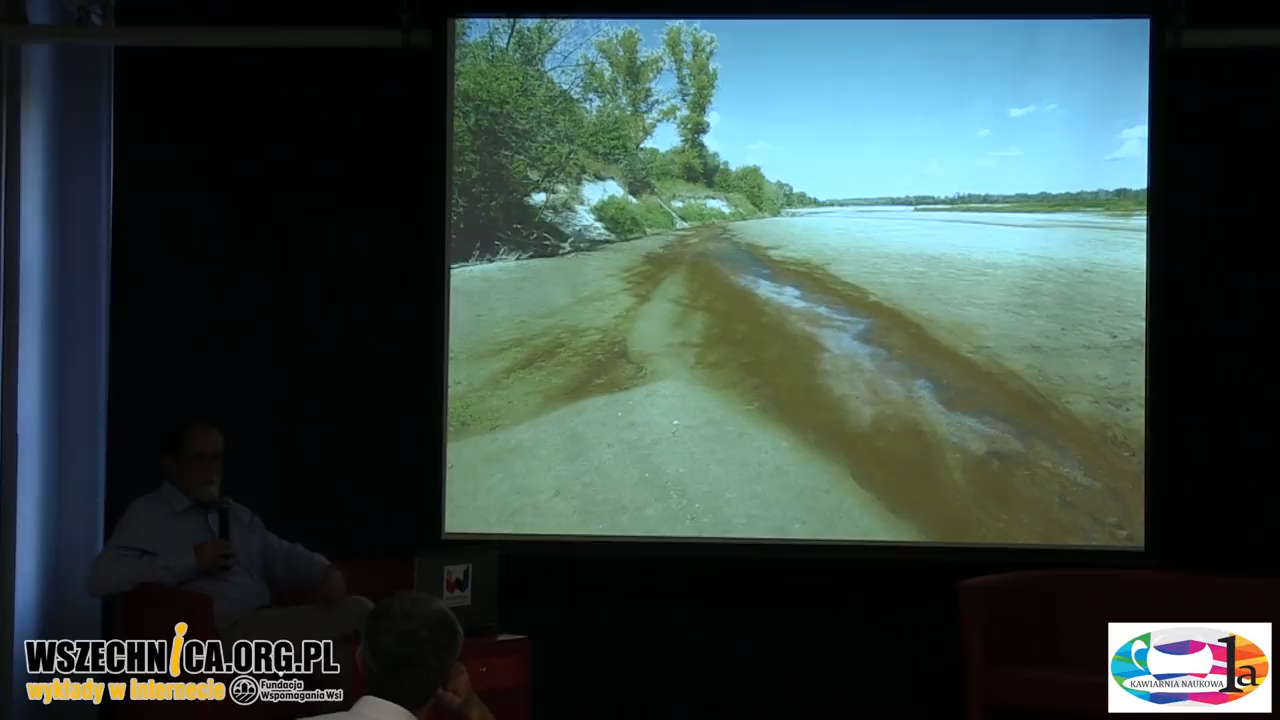 WSZECHNICA.ORG.PL
wykłady w internecie
Fundacja
Wspomagania Wsi
KAWIARNIA NAUKOWA 1a